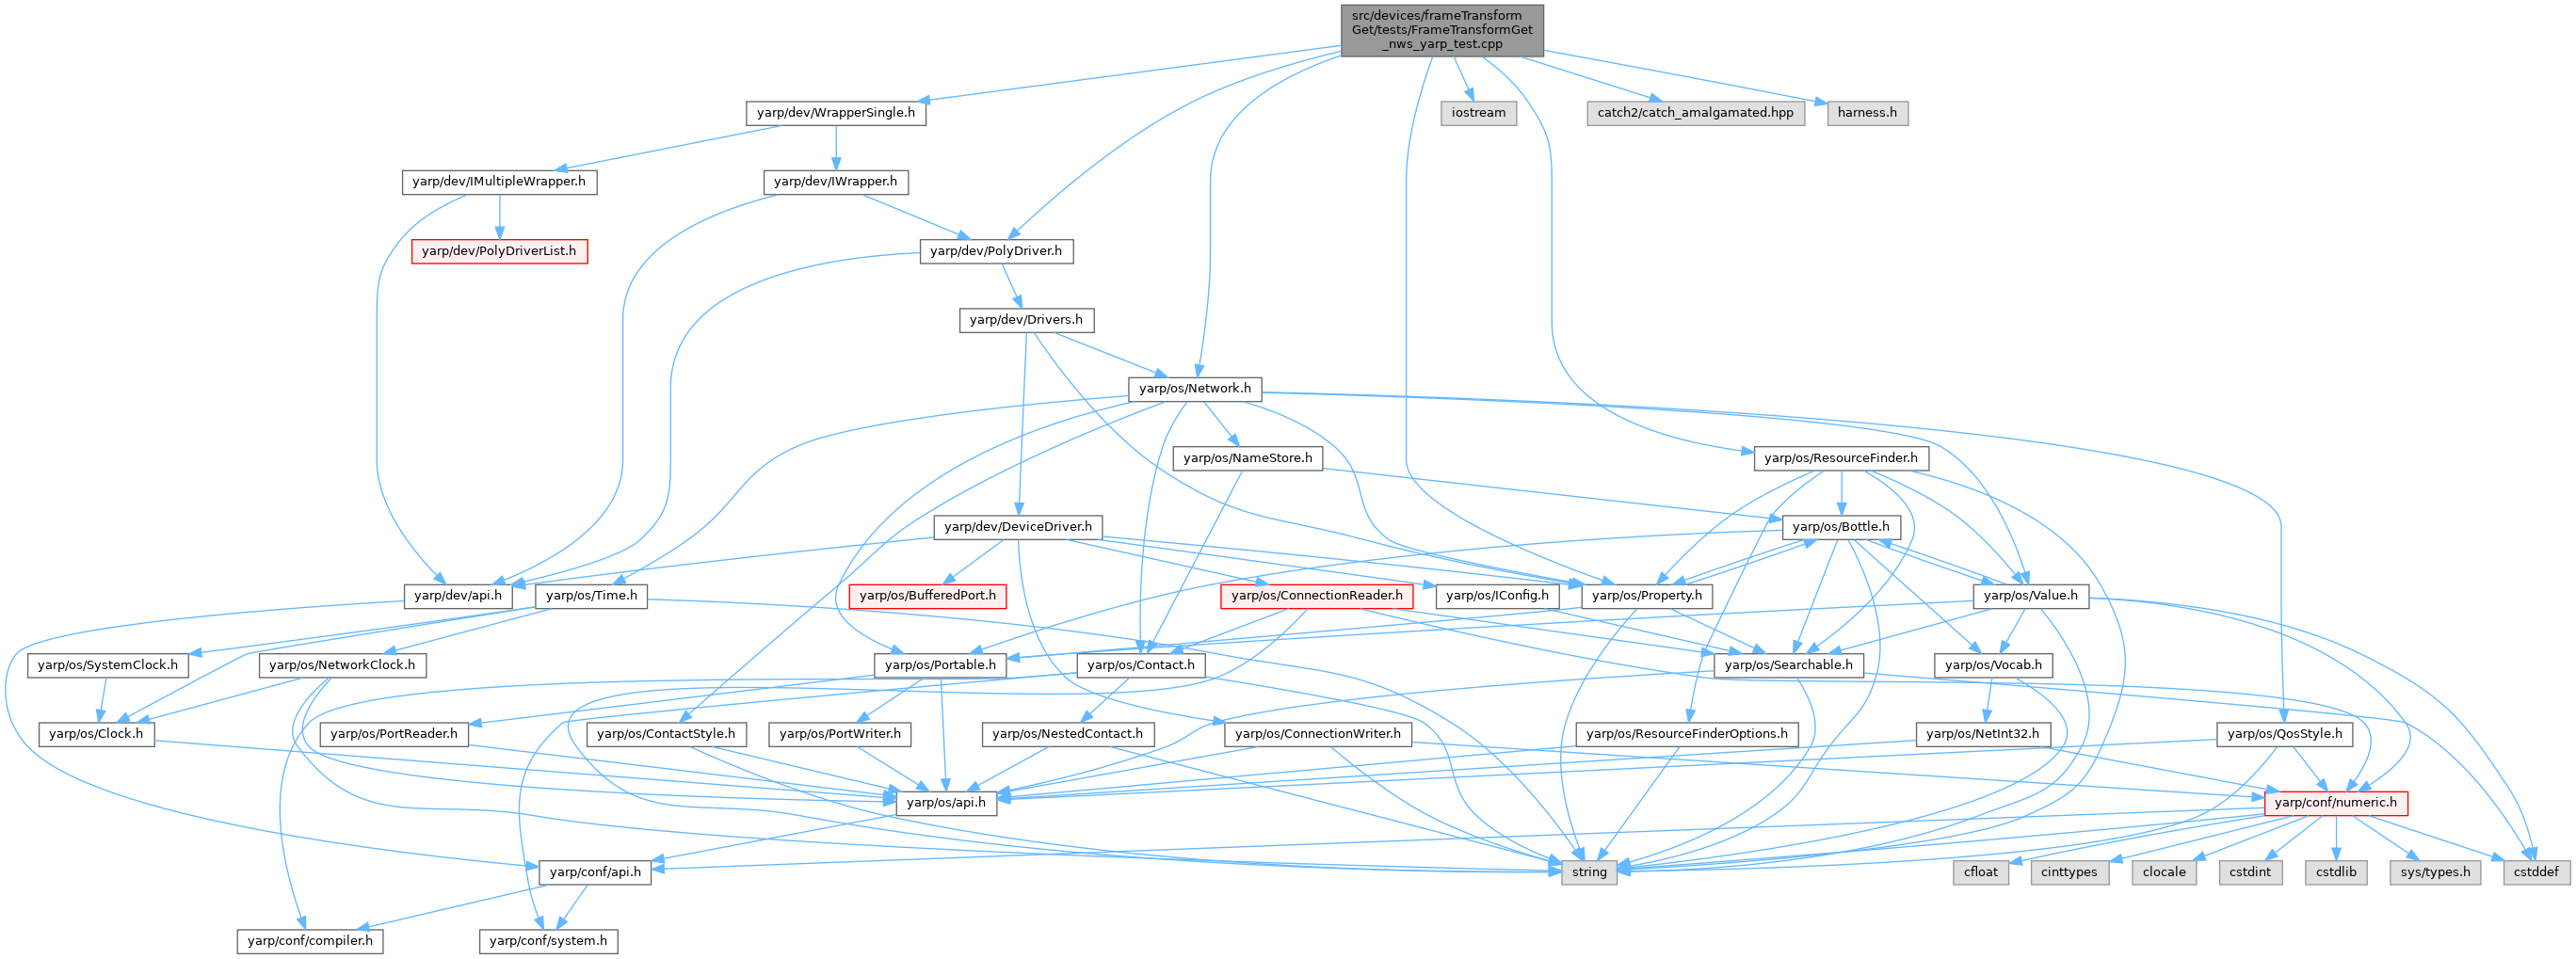 src/devices/frameTransform
Get/tests/FrameTransformGet
_nws_yarp_test.cpp
yarp/dev/WrapperSingle.h
iostream
catch2/catch_amalgamated.hpp
harness.h
yarp/dev/IMultipleWrapper.h
yarp/dev/IWrapper.h
yarp/dev/PolyDriverList.h
yarp/dev/PolyDriver.h
yarp/dev/Drivers.h
yarp/os/Network.h
yarp/os/NameStore.h
yarp/os/ResourceFinder.h
yarp/dev/DeviceDriver.h
yarp/os/Bottle.h
yarp/dev/api.h
yarp/os/Time.h
yarp/os/BufferedPort.h
yarp/os/ConnectionReader.h
yarp/os/IConfig.h
yarp/os/Property.h
yarp/os/Value.h
yarp/os/SystemClock.h
yarp/os/NetworkClock.h
yarp/os/Portable.h
yarp/os/Contact.h
yarp/os/Searchable.h
yarp/os/Vocab.h
yarp/os/Clock.h
yarp/os/PortReader.h
yarp/os/ContactStyle.h
yarp/os/PortWriter.h
yarp/os/NestedContact.h
yarp/os/ConnectionWriter.h
yarp/os/ResourceFinderOptions.h
yarp/os/NetInt32.h
yarp/os/QosStyle.h
yarp/os/api.h
yarp/conf/numeric.h
yarp/conf/api.h
string
cfloat
cinttypes
clocale
cstdint
cstdlib
sys/types.h
cstddef
yarp/conf/compiler.h
yarp/conf/system.h